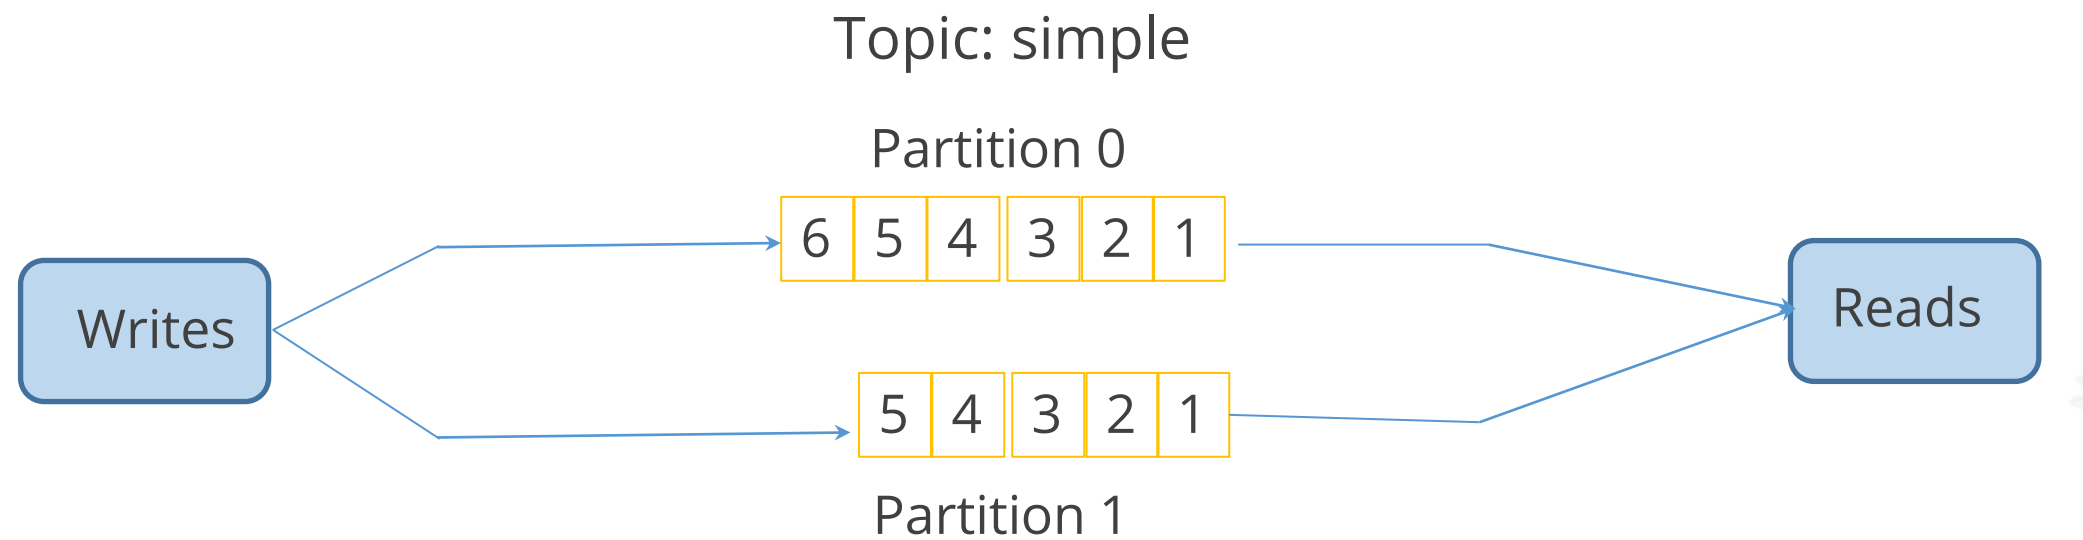 Topic: simple
Partition 0
6 5 4 3 2 1
Writes
Reads
5 4 3 2 1
Partition 1